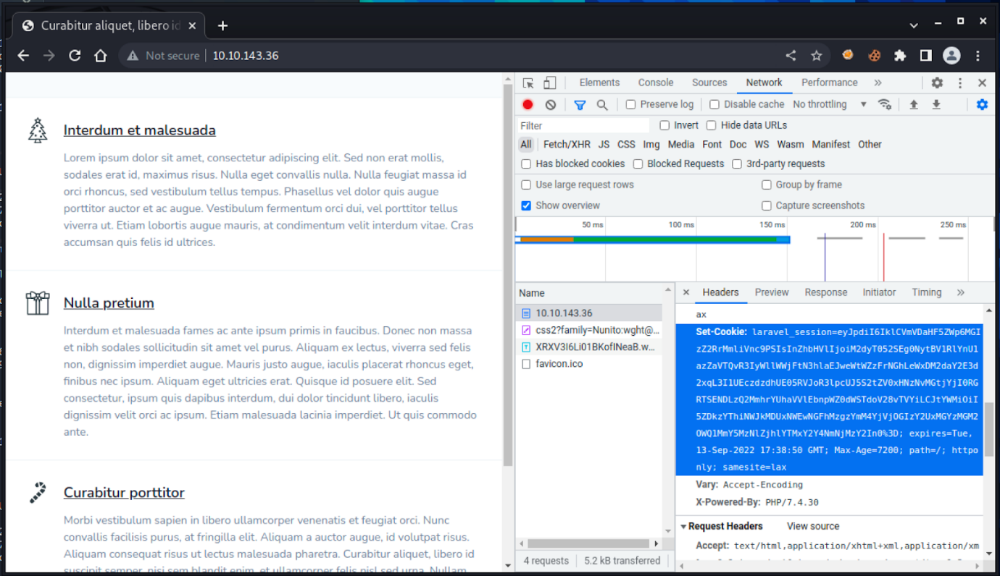 Curabitur aliquet, libero id
Not secure
10.10.143.36
Interdum et malesuada
Lorem ipsum dolor sit amet, consectetur adipiscing elit. Sed non erat mollis,
sodales erat id, maximus risus. Nulla eget convallis nulla. Nulla feugiat massa id
orci rhoncus, sed vestibulum tellus tempus. Phasellus vel dolor quis augue
porttitor auctor et ac augue. Vestibulum fermentum orci dui, vel porttitor tellus
viverra ut. Etiam lobortis augue mauris, at condimentum velit interdum vitae. Cras
accumsan quis felis id ultrices.
Nulla pretium
Interdum et malesuada fames ac ante ipsum primis in faucibus. Donec non massa
et nibh sodales sollicitudin sit amet vel purus. Aliquam ex lectus, viverra sed felis
non, dignissim imperdiet augue. Mauris justo augue, iaculis placerat rhoncus eget,
finibus nec ipsum. Aliquam eget ultricies erat. Quisque id posuere elit. Sed
consectetur, ipsum quis dapibus interdum, dui dolor tincidunt libero, iaculis
dignissim velit orci ac ipsum. Etiam malesuada lacinia imperdiet. Ut quis commodo
ante.
Curabitur porttitor
Morbi vestibulum sapien in libero ullamcorper venenatis et feugiat orci. Nunc
convallis facilisis purus, at fringilla elit. Aliquam a auctor augue, id volutpat risus.
Aliquam consequat risus ut lectus malesuada pharetra. Curabitur aliquet, libero id
suscipit semper, nisi sem blandit enim, et ullamcorper felis nisl sed urna. Nullam
Elements Console Sources Network Performance
Preserve log Disable cache No throttling
Filter Invert Hide data URLs
All Fetch/XHR JS CSS Img Media Font Doc WS Wasm Manifest Other
Has blocked cookies Blocked Requests 3rd-party requests
Use large request rows Group by frame
Show overview Capture screenshots
50 ms 100 ms 150 ms 200 ms 250 ms
Name
10.10.143.36
css2?family=Nunito:wght@...
XRXV3I6Li01BKofINeaB.w...
favicon.ico
4 requests 5.2 kB transferred
Headers Preview Response Initiator Timing
ax
Set-Cookie: laravel_session=eyJpdiI6IklCVmVDaHF5ZWp6MGI
zZ2RrMmliVnc9PSIsInZhbHVlIjoiM2dyT052SEg0NytBV1RlYnU1
azZaVTQvR3IyWllWWjFtN3hlaEJweWtWZzFrNGhLeWxDM2daY2E3d
2xqL3I1UEczdzdhUE05RVJoR3lpcUJ5S2tZV0xHNzNvMGtjYjI0RG
RTSENDLzQ2MmhrYUhaVVlEbnpWZ0dWSTdoV28vTVYiLCJtYWMiOiI
5ZDkzYThiNWJkMDUxNWEwNGFhMzgzYmM4YjVjOGIzY2UxMGYzMGM2
OWQ1MmY5MzNlZjhlYTMxY2Y4NmNjMzY2In0%3D; expires=Tue,
13-Sep-2022 17:38:50 GMT; Max-Age=7200; path=/; httpo
nly; samesite=lax
Vary: Accept-Encoding
X-Powered-By: PHP/7.4.30
Request Headers View source
Accept: text/html,application/xhtml+xml,application/xm